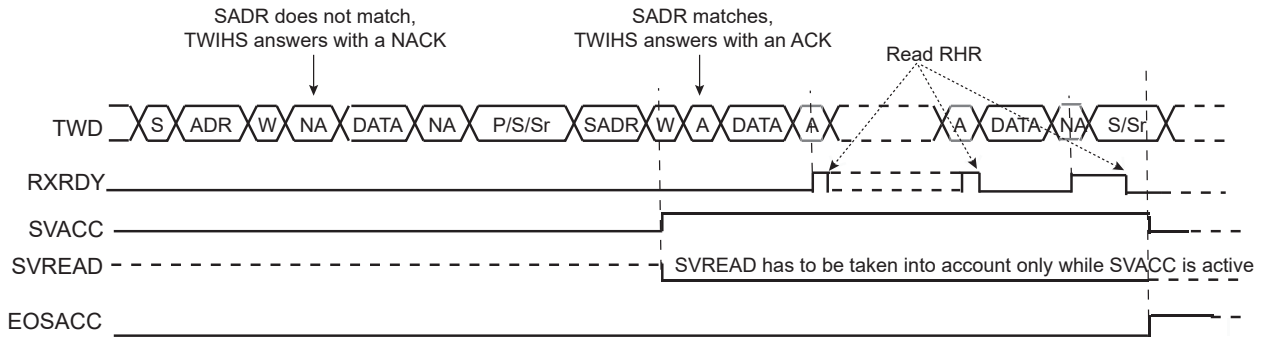 SADR does not match,
TWIHS answers with a NACK
SADR matches,
TWIHS answers with an ACK
Read RHR
TWD S ADR W NA DATA NA P/S/Sr SADR W A DATA A A DATA NA S/Sr
RXRDY
SVACC
SVREAD SVREAD has to be taken into account only while SVACC is active
EOSACC